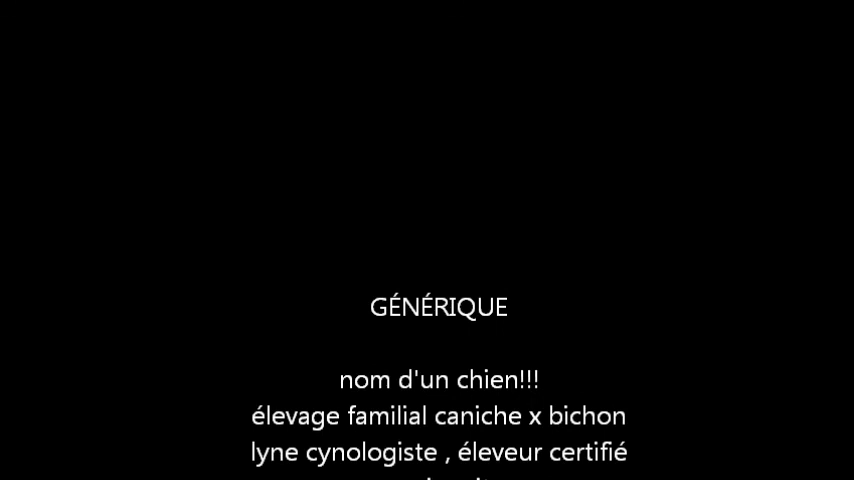 GÉNÉRIQUE
nom d'un chien!!!
élevage familial caniche x bichon
lyne cynologiste , éleveur certifié